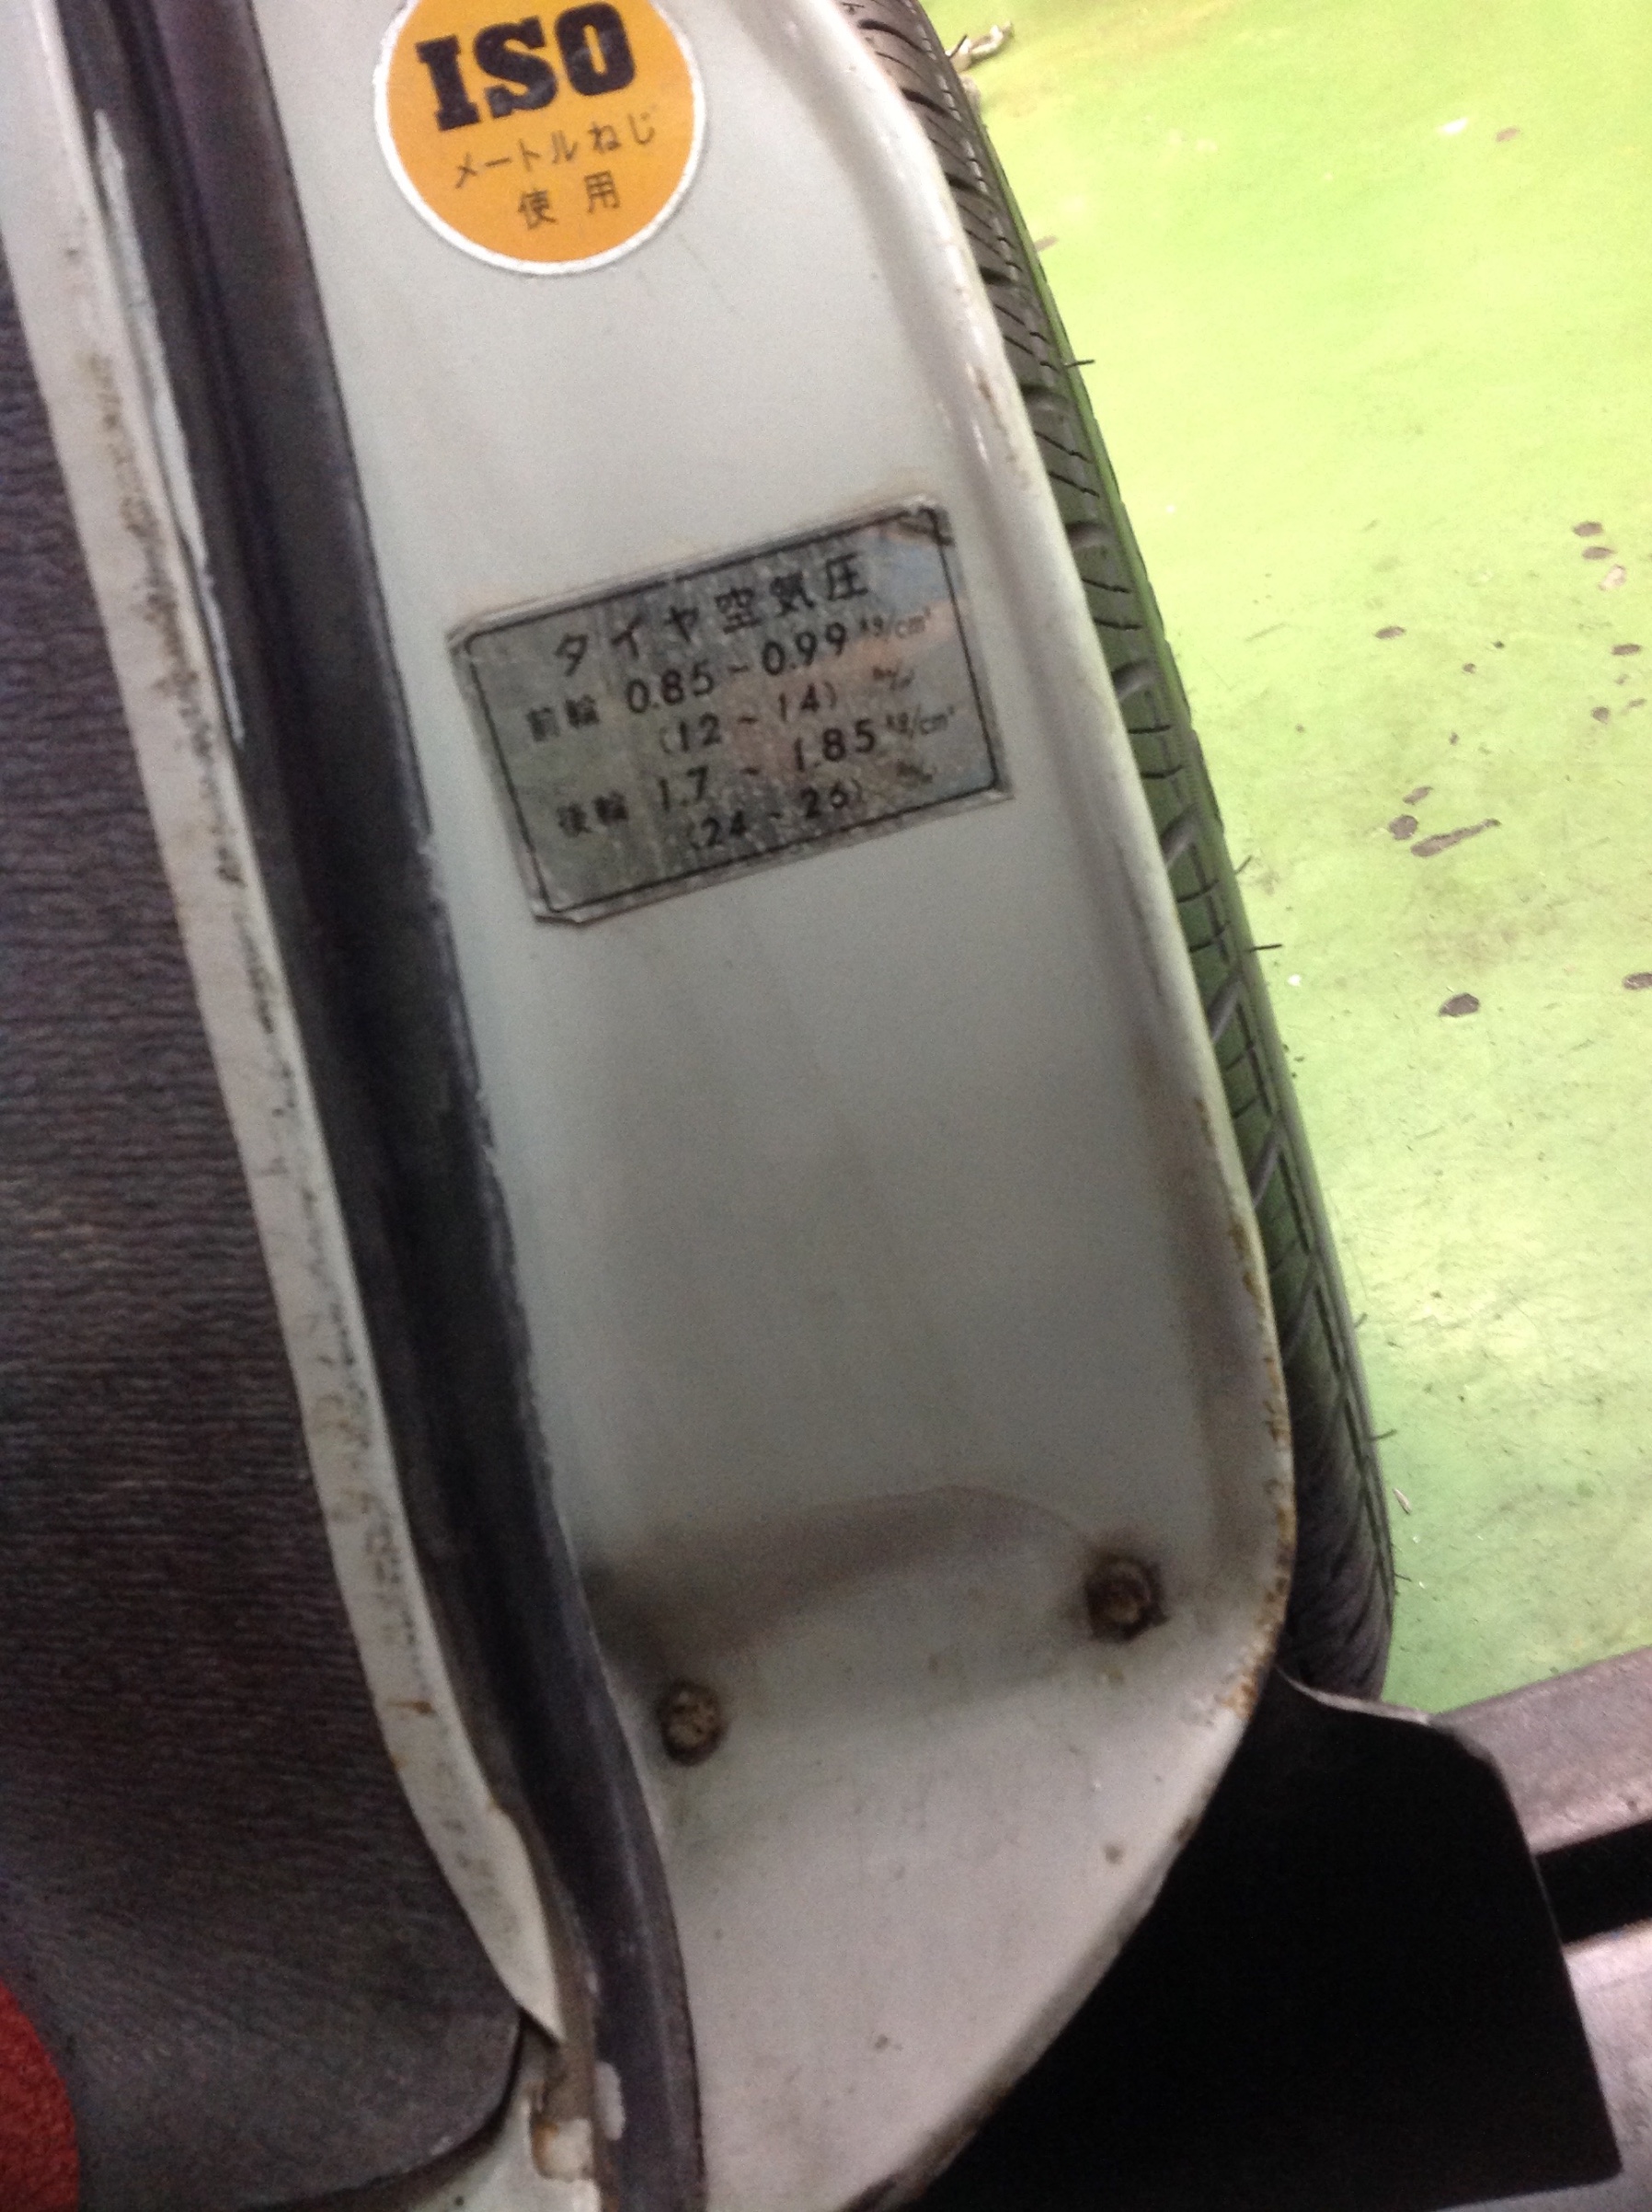 ISO
メートルねじ
使用
タイヤ空気圧
前輪 0.85~0.99 kg/cm²
(12~14)
後輪 1.7~1.85 kg/cm²
(24~26)